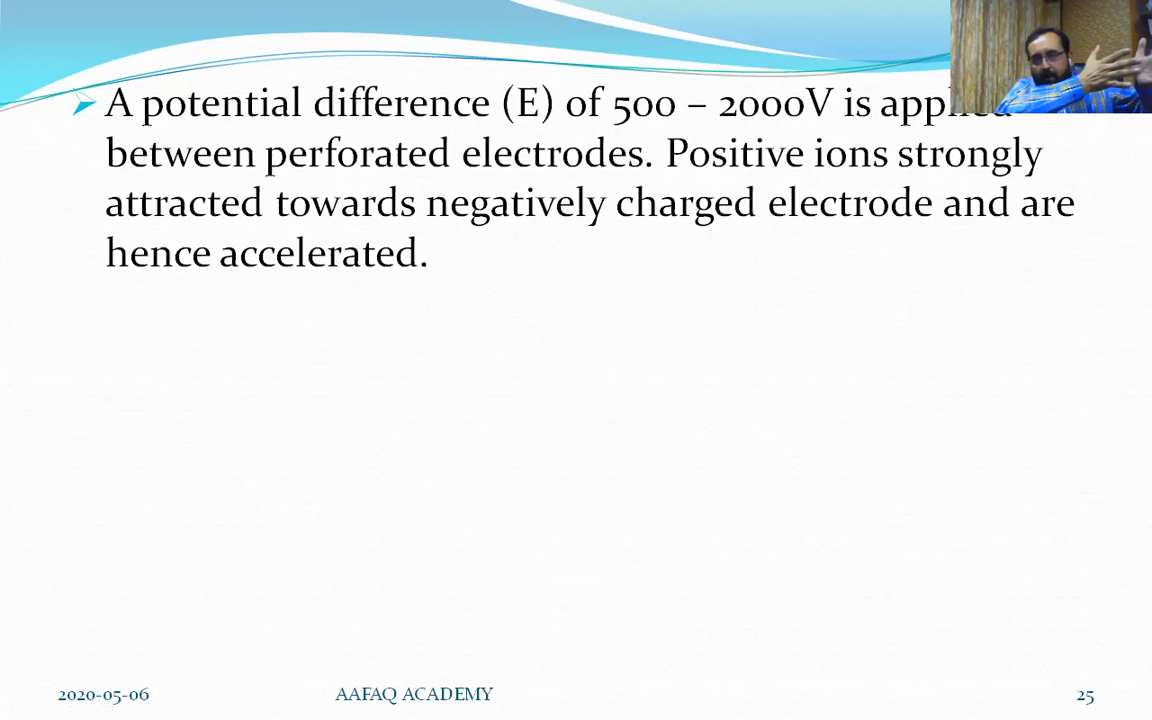 A potential difference (E) of 500 – 2000V is applied
between perforated electrodes. Positive ions strongly
attracted towards negatively charged electrode and are
hence accelerated.
2020-05-06 AAFAQ ACADEMY 25